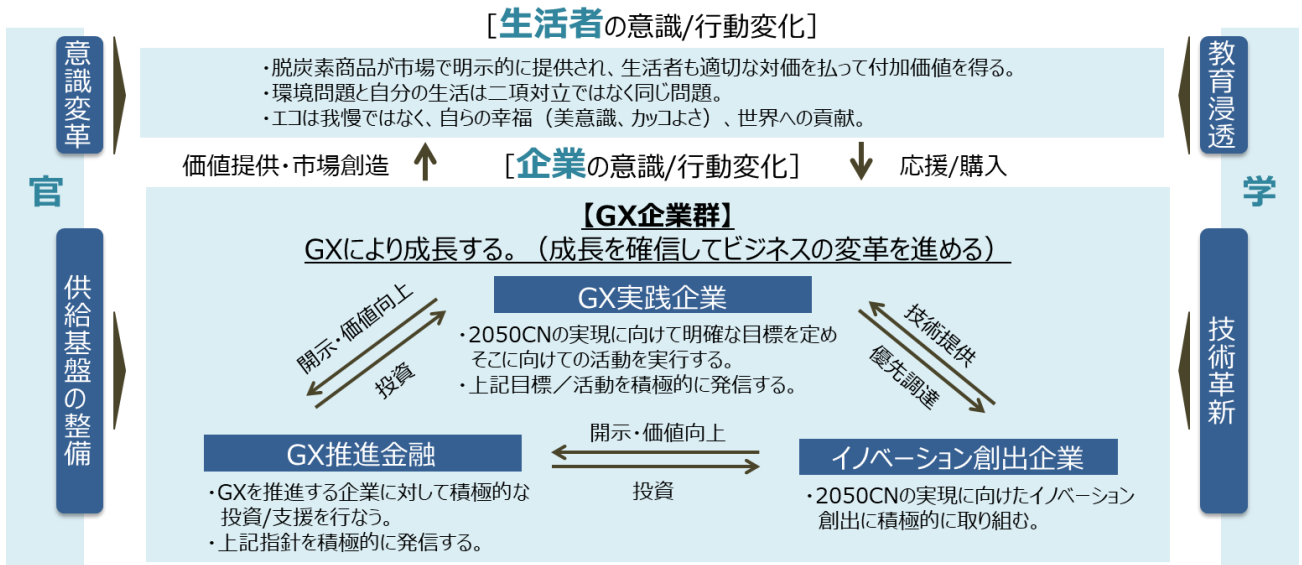 [生活者の意識/行動変化]
官
意識変革
・脱炭素商品が市場で明示的に提供され、生活者も適切な対価を払って付加価値を得る。
・環境問題と自分の生活は二項対立ではなく同じ問題。
・エコは我慢ではなく、自らの幸福（美意識、カッコよさ）、世界への貢献。
教育浸透
学
価値提供・市場創造
[企業の意識/行動変化]
応援/購入
供給基盤の整備
【GX企業群】
GXにより成長する。（成長を確信してビジネスの変革を進める）
GX実践企業
・2050CNの実現に向けて明確な目標を定め
そこに向けての活動を実行する。
・上記目標／活動を積極的に発信する。
開示・価値向上
投資
技術提供
優先調達
GX推進金融
・GXを推進する企業に対して積極的な
投資/支援を行なう。
・上記指針を積極的に発信する。
開示・価値向上
投資
イノベーション創出企業
・2050CNの実現に向けたイノベーション
創出に積極的に取り組む。
技術革新